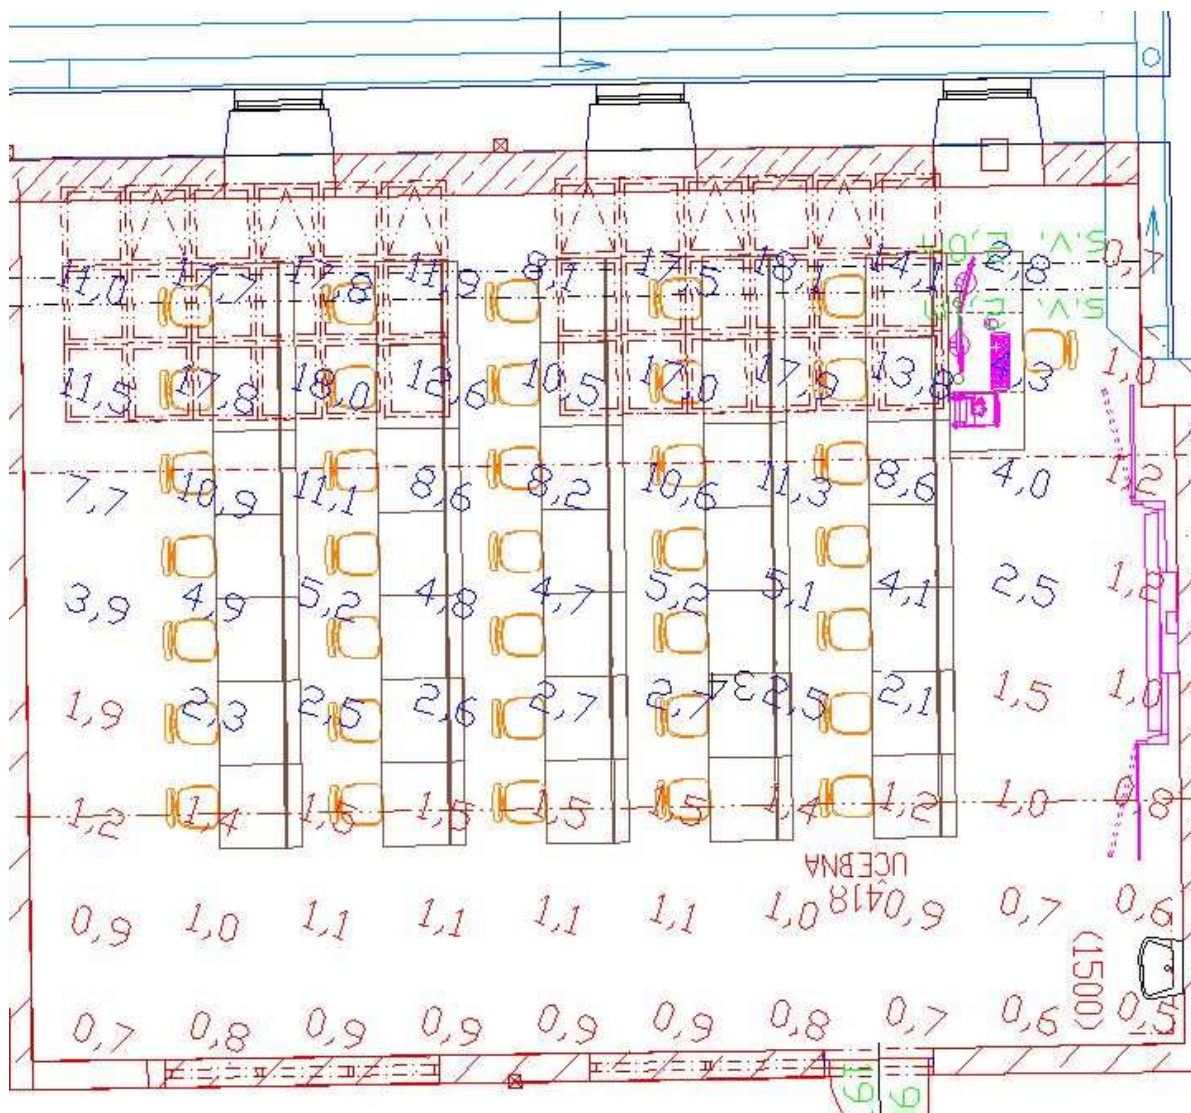 S.V.
11,0 17,7 17,8 11,9 8,1 17,5 18,1 14,1 2,8 0,7
S.V.
11,5 17,8 18,0 12,6 10,5 17,0 17,9 13,8 4,3 1,0
7,7 10,9 11,1 8,6 8,2 10,6 11,3 8,6 4,0 1,2
3,9 4,9 5,2 4,8 4,7 5,2 5,1 4,1 2,5 1,2
34
1,9 2,3 2,5 2,6 2,7 2,7 2,5 2,1 1,5 1,0
1,2 1,4 1,6 1,5 1,5 1,5 1,4 1,2 1,0 0,8
0418
UČEBNA
0,9 1,0 1,1 1,1 1,1 1,1 1,0 0,9 0,7 0,6
(1500)
0,7 0,8 0,9 0,9 0,9 0,9 0,8 0,7 0,6 0,5